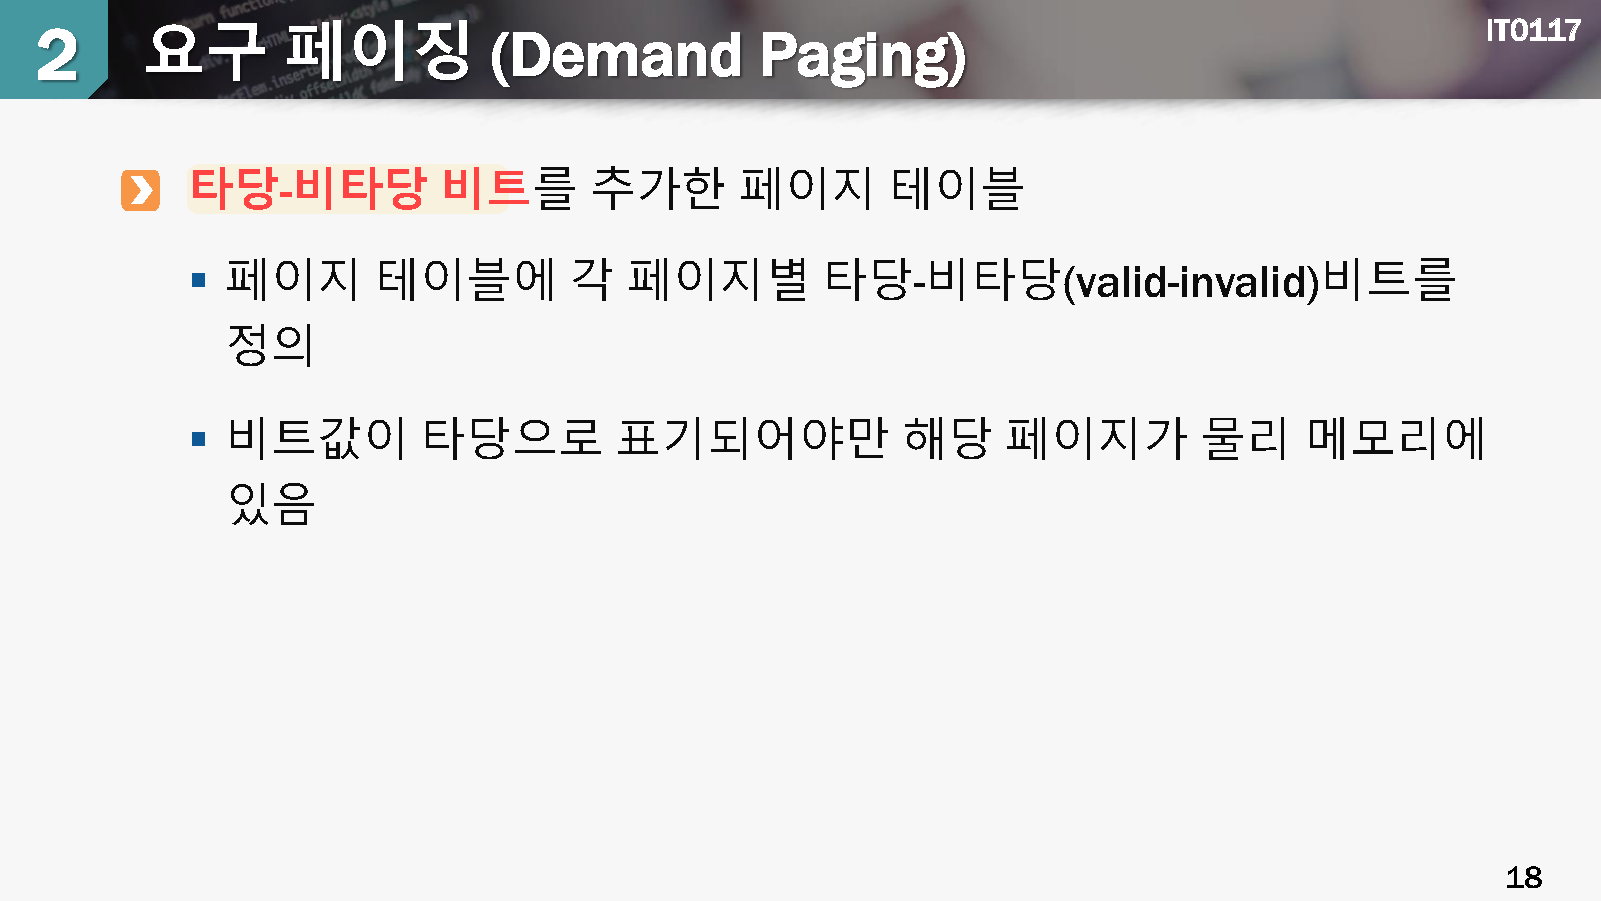 2 요구 페이징 (Demand Paging)
IT0117
타당-비타당 비트를 추가한 페이지 테이블
페이지 테이블에 각 페이지별 타당-비타당(valid-invalid)비트를
정의
비트값이 타당으로 표기되어야만 해당 페이지가 물리 메모리에
있음
18